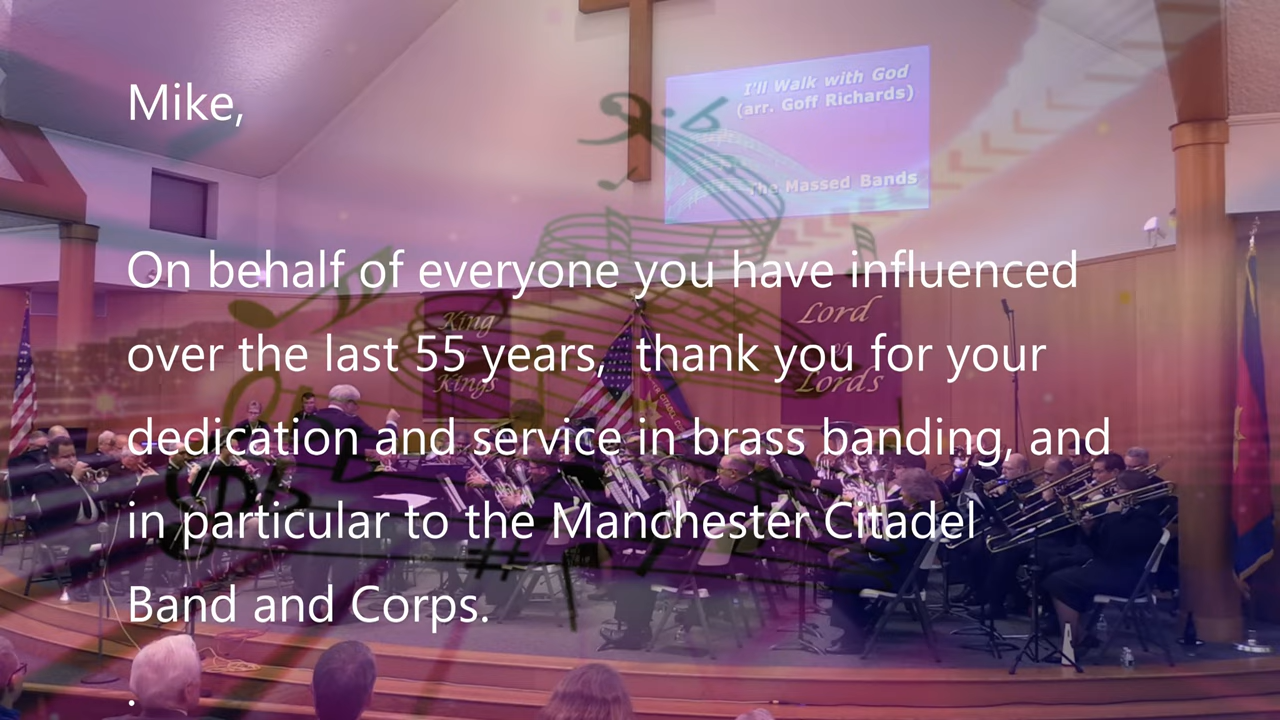 I'll Walk with God
(arr. Goff Richards)
The Massed Bands
Mike,
On behalf of everyone you have influenced
over the last 55 years,  thank you for your
dedication and service in brass banding, and
in particular to the Manchester Citadel
Band and Corps.
.
King
Kings
Lord
of
Lords